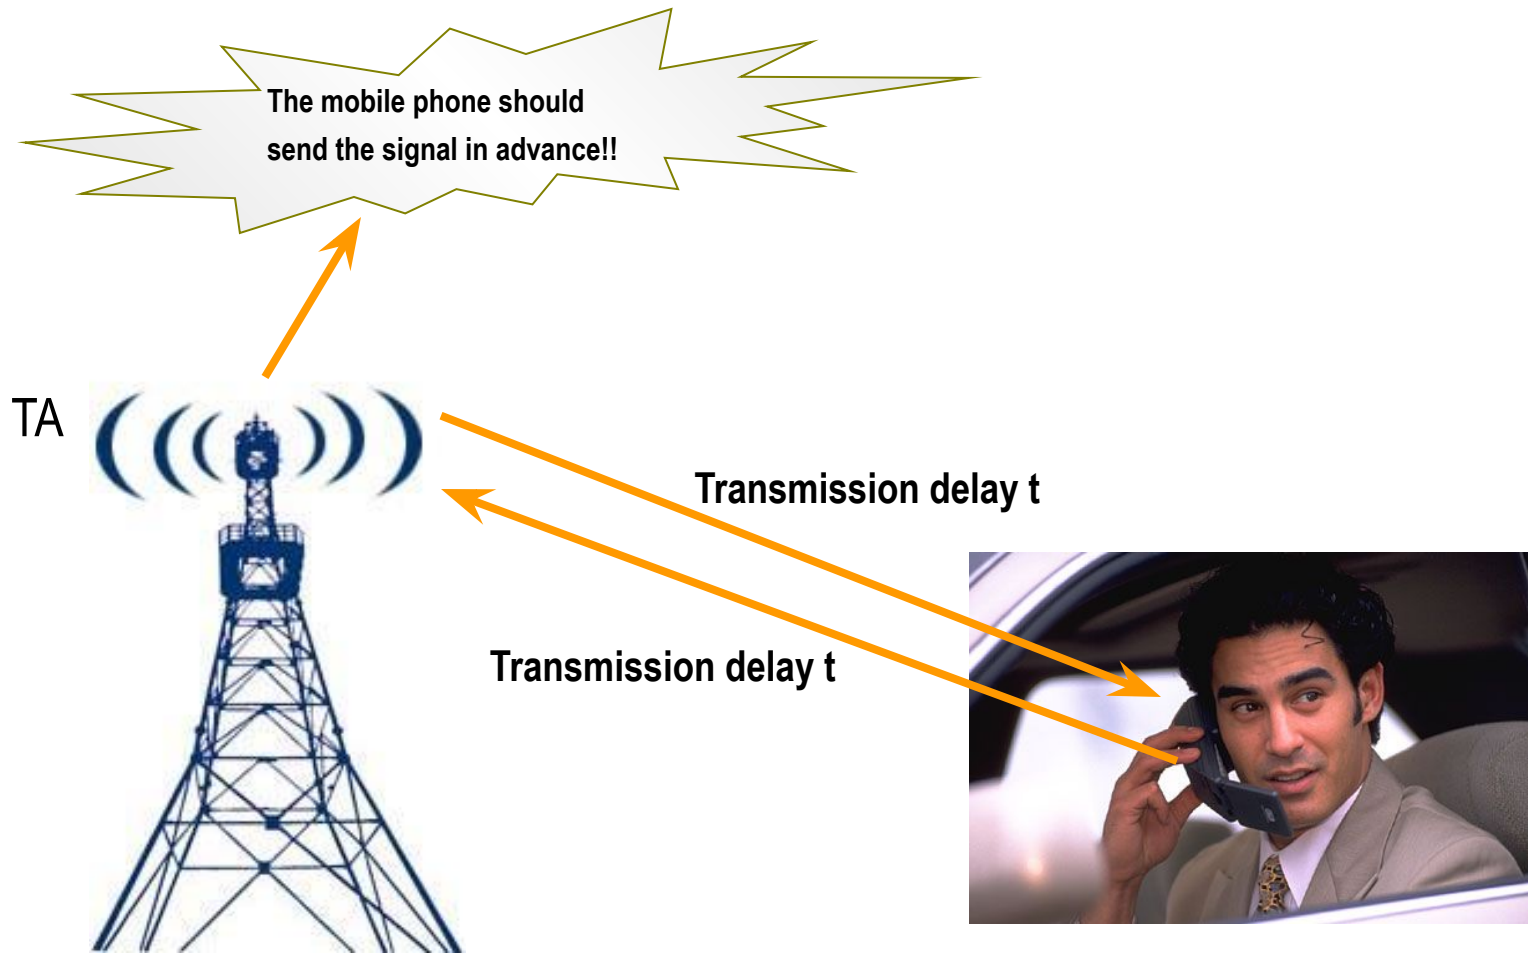 The mobile phone should
send the signal in advance!!
TA
Transmission delay t
Transmission delay t